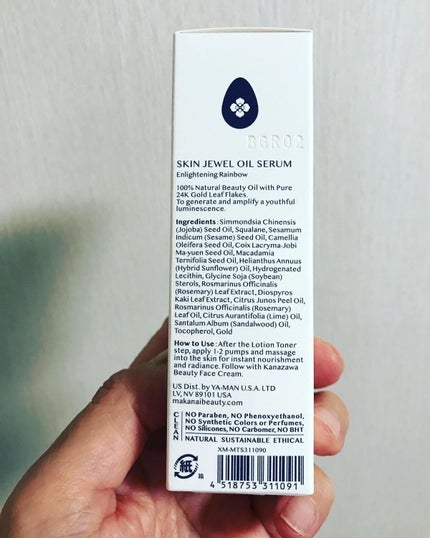 BGR02
SKIN JEWEL OIL SERUM
Enlightening Rainbow
100% Natural Beauty Oil with Pure
24K Gold Leaf Flakes.
To generate and amplify a youthful
luminescence.
Ingredients: Simmondsia Chinensis
(Jojoba) Seed Oil, Squalane, Sesamum
Indicum (Sesame) Seed Oil, Camellia
Oleifera Seed Oil, Coix Lacryma-Jobi
Ma-yuen Seed Oil, Macadamia
Ternifolia Seed Oil, Helianthus Annuus
(Hybrid Sunflower) Oil, Hydrogenated
Lecithin, Glycine Soja (Soybean)
Sterols, Rosmarinus Officinalis
(Rosemary) Leaf Extract, Diospyros
Kaki Leaf Extract, Citrus Junos Peel Oil,
Rosmarinus Officinalis (Rosemary)
Leaf Oil, Citrus Aurantifolia (Lime) Oil,
Santalum Album (Sandalwood) Oil,
Tocopherol, Gold
How to Use: After the Lotion Toner
step, apply 1-2 pumps and massage
into the skin for instant nourishment
and radiance. Follow with Kanazawa
Beauty Face Cream.
US Dist. by YA-MAN U.S.A. LTD
LV, NV 89101 USA
makanaibeauty.com
CLEAN
NO Paraben, NO Phenoxyethanol,
NO Synthetic Colors or Perfumes,
NO Silicones, NO Carbomer, NO BHT
NATURAL SUSTAINABLE ETHICAL
XM-MTS311090
紙
箱
4 518753 311091